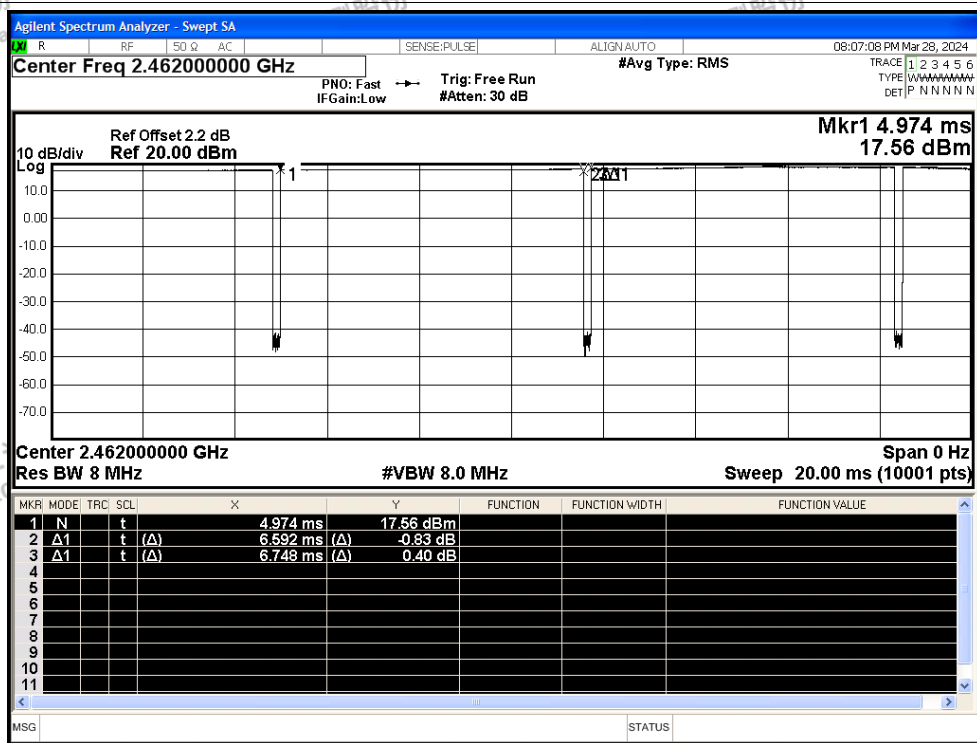 Agilent Spectrum Analyzer - Swept SA
LXI R RF 50 Ω AC SENSE:PULSE ALIGN AUTO 08:07:08 PM Mar 28, 2024
Center Freq 2.462000000 GHz
PNO: Fast
IFGain:Low
Trig: Free Run
#Atten: 30 dB
#Avg Type: RMS
TRACE 1 2 3 4 5 6
TYPE WWWWWW
DET P N N N N N
Mkr1 4.974 ms
17.56 dBm
Ref Offset 2.2 dB
10 dB/div Ref 20.00 dBm
Log
1
10.0
0.00
-10.0
-20.0
-30.0
-40.0
-50.0
-60.0
-70.0
Center 2.462000000 GHz Span 0 Hz
Res BW 8 MHz #VBW 8.0 MHz Sweep 20.00 ms (10001 pts)
MKR MODE TRC SCL X Y FUNCTION FUNCTION WIDTH FUNCTION VALUE
1 N t 4.974 ms 17.56 dBm
2 Δ1 t (Δ) 6.592 ms (Δ) -0.83 dB
3 Δ1 t (Δ) 6.748 ms (Δ) 0.40 dB
4
5
6
7
8
9
10
11
MSG STATUS